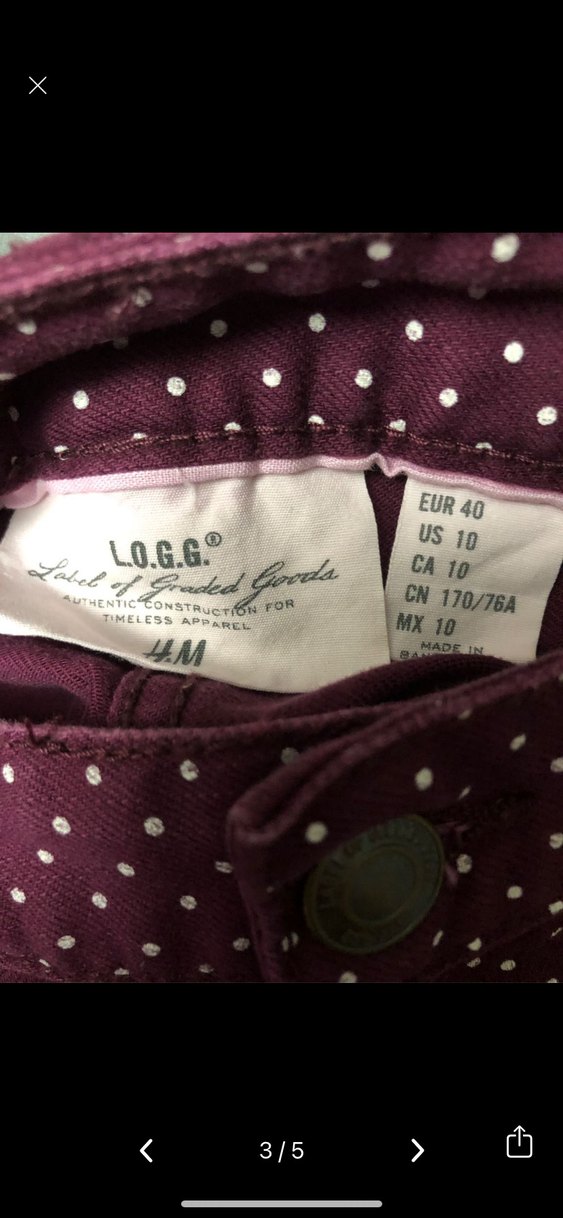 L.O.G.G.®
Label of Graded Goods
AUTHENTIC CONSTRUCTION FOR
TIMELESS APPAREL
EUR 40
US 10
CA 10
CN 170/76A
MX 10
MADE IN
3/5